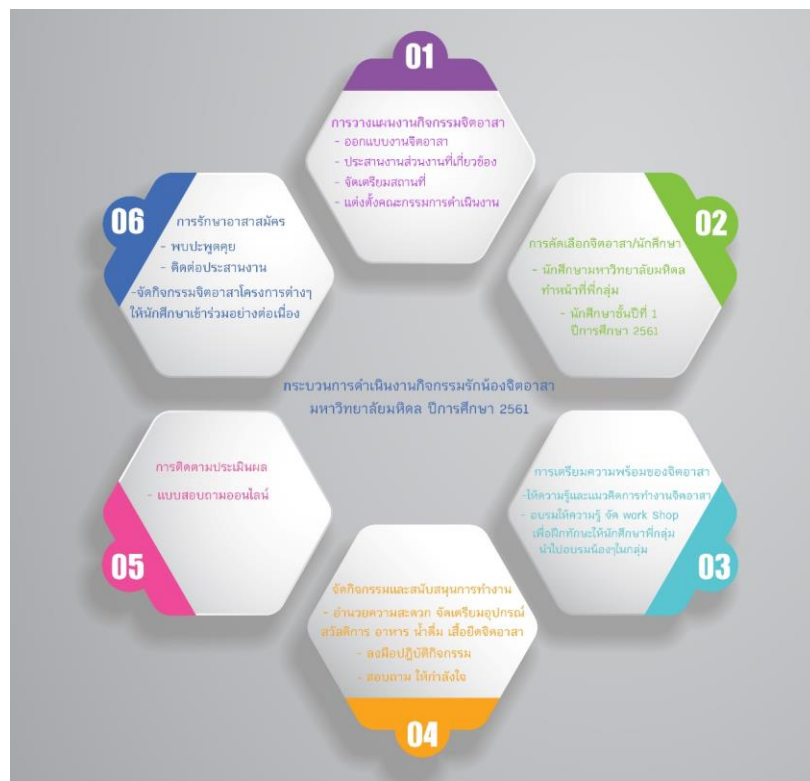 01
การวางแผนงานกิจกรรมจิตอาสา
- ออกแบบงานจิตอาสา
- ประสานงานส่วนงานที่เกี่ยวข้อง
- จัดเตรียมสถานที่
- แต่งตั้งคณะกรรมการดำเนินงาน
02
การคัดเลือกจิตอาสา/นักศึกษา
- นักศึกษามหาวิทยาลัยมหิดล
ทำหน้าที่พี่กลุ่ม
- นักศึกษาชั้นปีที่ 1
ปีการศึกษา 2561
03
การเตรียมความพร้อมของจิตอาสา
-ให้ความรู้และแนวคิดการทำงานจิตอาสา
- อบรมให้ความรู้ จัด work Shop
เพื่อฝึกทักษะให้นักศึกษาพี่กลุ่ม
นำไปอบรมน้องๆในกลุ่ม
04
จัดกิจกรรมและสนับสนุนการทำงาน
- อำนวยความสะดวก จัดเตรียมอุปกรณ์
สวัสดิการ อาหาร น้ำดื่ม เสื้อยืดจิตอาสา
- ลงมือปฏิบัติกิจกรรม
- สอบถาม ให้กำลังใจ
05
การติดตามประเมินผล
- แบบสอบถามออนไลน์
06
การรักษาอาสาสมัคร
- พบปะพูดคุย
- ติดต่อประสานงาน
-จัดกิจกรรมจิตอาสาโครงการต่างๆ
ให้นักศึกษาเข้าร่วมอย่างต่อเนื่อง
กระบวนการดำเนินงานกิจกรรมรักน้องจิตอาสา
มหาวิทยาลัยมหิดล ปีการศึกษา 2561